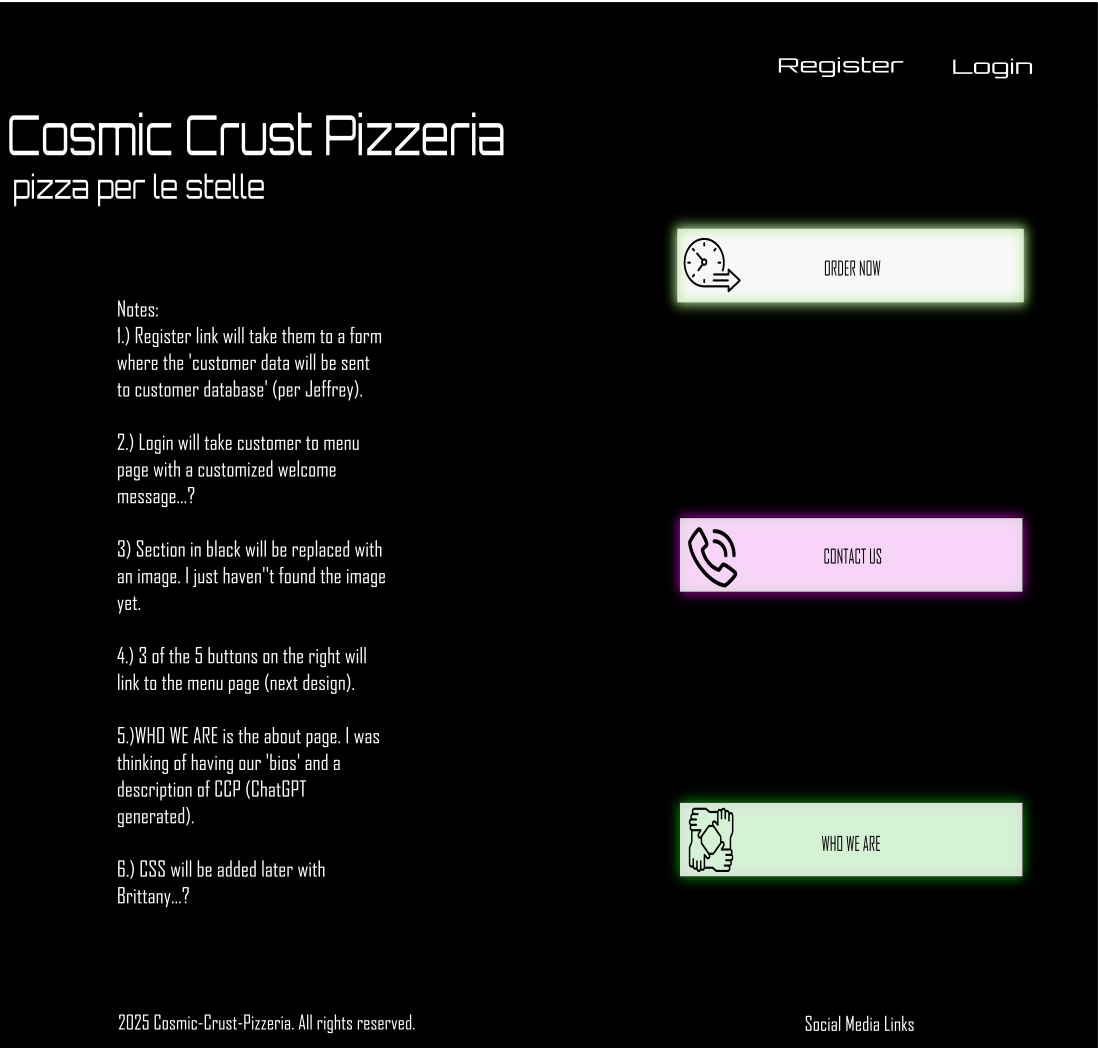 Register Login
Cosmic Crust Pizzeria
pizza per le stelle
ORDER NOW
Notes:
1.) Register link will take them to a form
where the 'customer data will be sent
to customer database' (per Jeffrey).
2.) Login will take customer to menu
page with a customized welcome
message...?
3) Section in black will be replaced with
an image. I just haven''t found the image
yet.
4.) 3 of the 5 buttons on the right will
link to the menu page (next design).
5.)WHO WE ARE is the about page. I was
thinking of having our 'bios' and a
description of CCP (ChatGPT
generated).
6.) CSS will be added later with
Brittany...?
CONTACT US
WHO WE ARE
2025 Cosmic-Crust-Pizzeria. All rights reserved.
Social Media Links